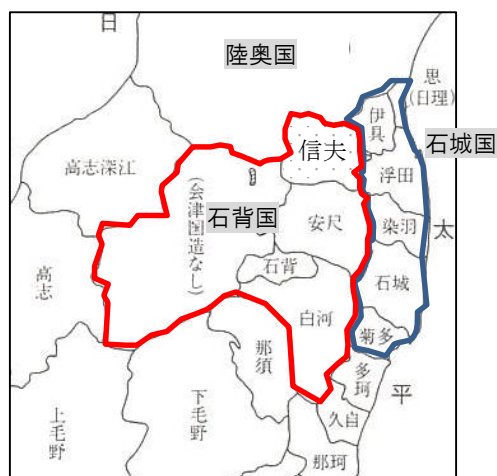 日
陸奥国
思
(日理)
伊具
石城国
信夫
高志深江
浮田
(会津国造なし)
石背国
安尺
染羽
太
石背
高志
石城
白河
菊多
那須
多珂
平
下毛野
久自
上毛野
那珂